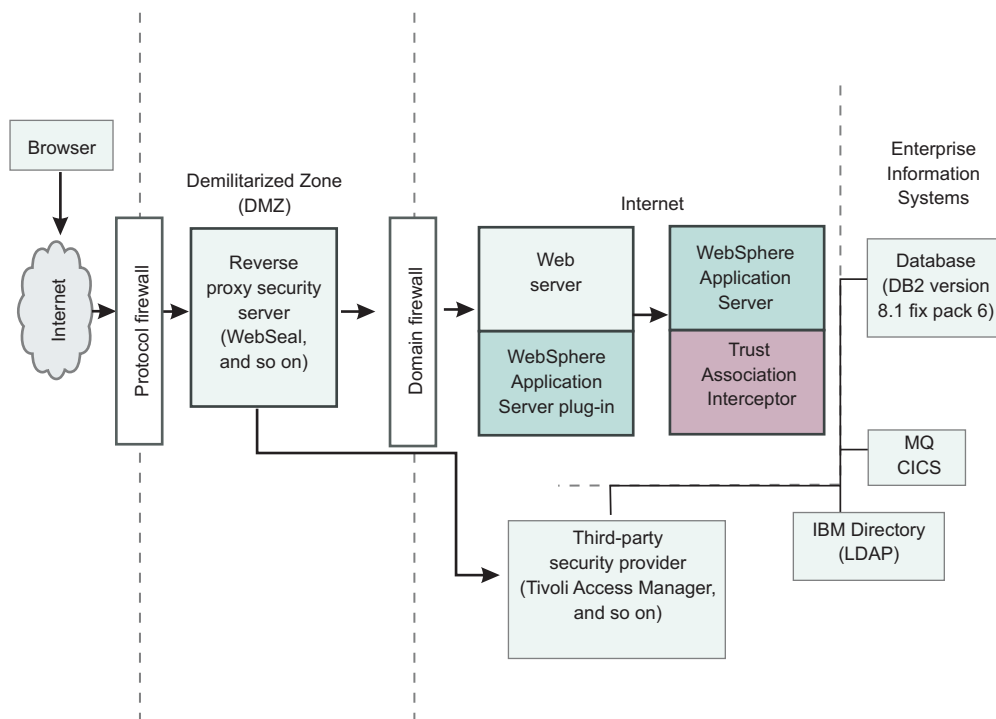 Browser
Internet
Protocol firewall
Demilitarized Zone
(DMZ)
Reverse
proxy security
server
(WebSeal,
and so on)
Domain firewall
Internet
Web
server
WebSphere
Application
Server plug-in
WebSphere
Application
Server
Trust
Association
Interceptor
Enterprise
Information
Systems
Database
(DB2 version
8.1 fix pack 6)
MQ
CICS
IBM Directory
(LDAP)
Third-party
security provider
(Tivoli Access Manager,
and so on)